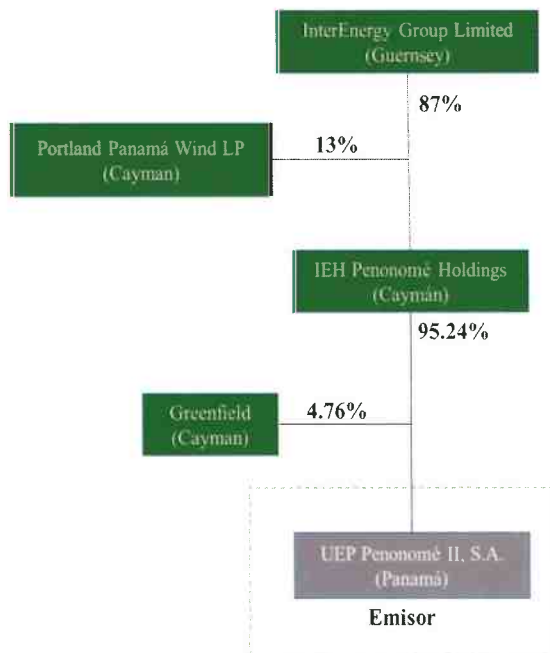 InterEnergy Group Limited
(Guernsey)
87%
Portland Panamá Wind LP
(Cayman)
13%
IEH Penonomé Holdings
(Caymán)
95.24%
Greenfield
(Cayman)
4.76%
UEP Penonomé II, S.A.
(Panamá)
Emisor